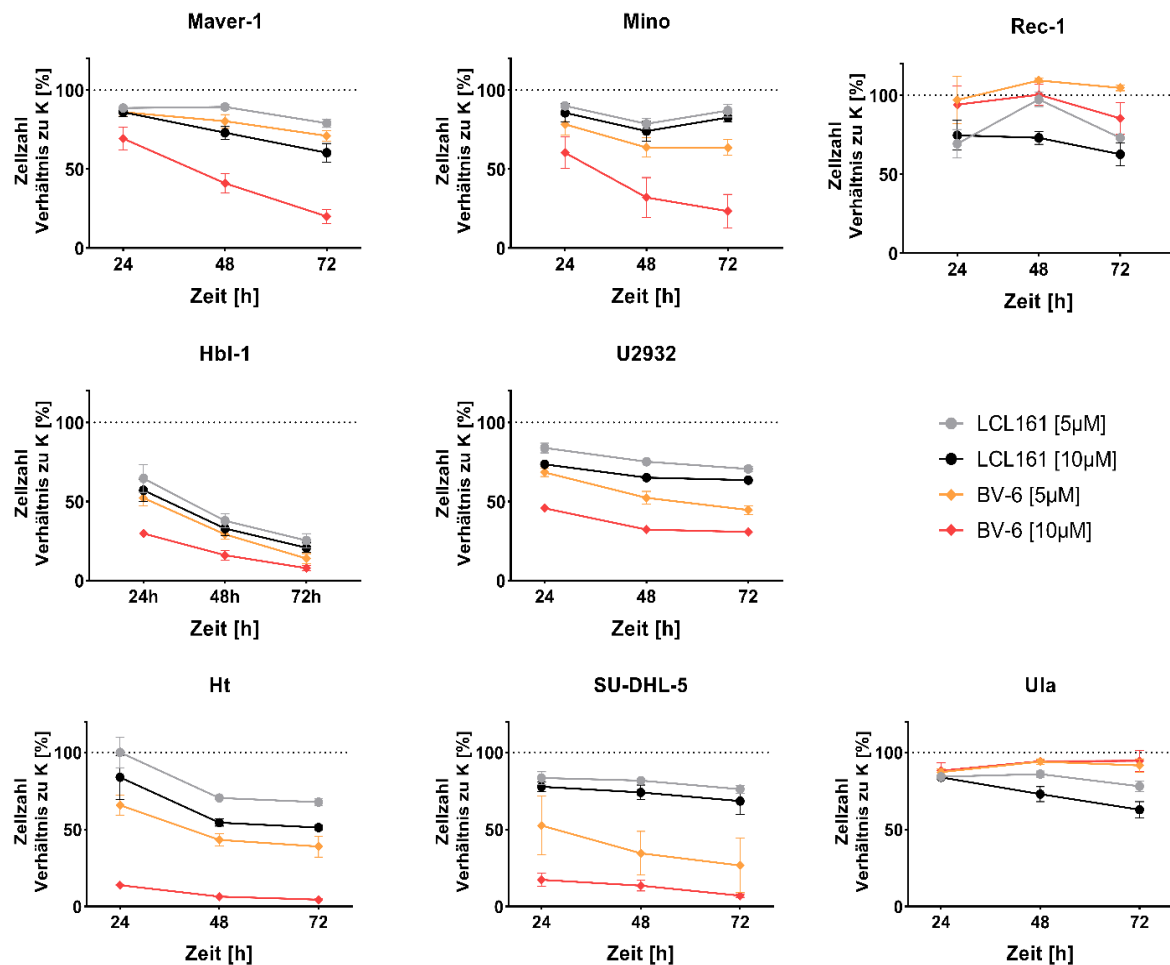 Maver-1
Zellzahl
Verhältnis zu K [%]
100
50
0
24 48 72
Zeit [h]
Mino
Zellzahl
Verhältnis zu K [%]
100
50
0
24 48 72
Zeit [h]
Rec-1
Zellzahl
Verhältnis zu K [%]
100
50
0
24 48 72
Zeit [h]
Hbl-1
Zellzahl
Verhältnis zu K [%]
100
50
0
24h 48h 72h
Zeit [h]
U2932
Zellzahl
Verhältnis zu K [%]
100
50
0
24 48 72
Zeit [h]
LCL161 [5µM]
LCL161 [10µM]
BV-6 [5µM]
BV-6 [10µM]
Ht
Zellzahl
Verhältnis zu K [%]
100
50
0
24 48 72
Zeit [h]
SU-DHL-5
Zellzahl
Verhältnis zu K [%]
100
50
0
24 48 72
Zeit [h]
Ula
Zellzahl
Verhältnis zu K [%]
100
50
0
24 48 72
Zeit [h]